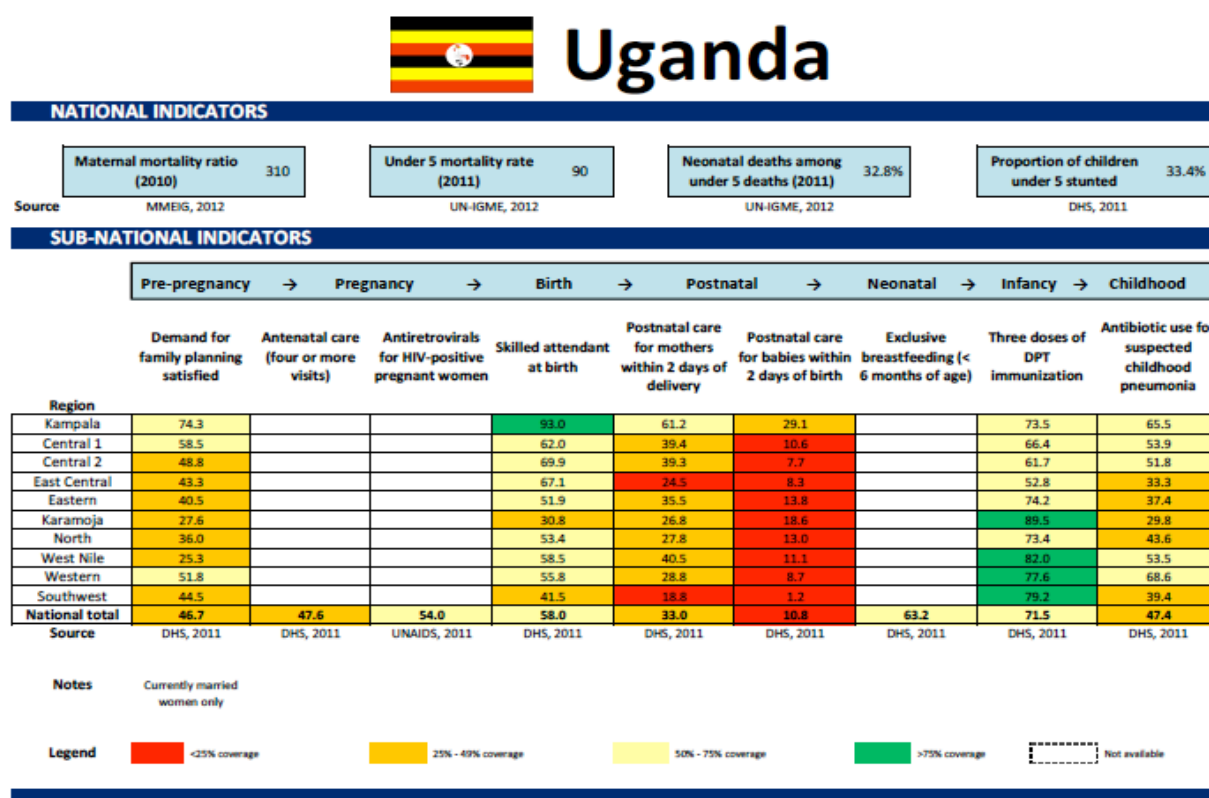 Uganda
NATIONAL INDICATORS
Maternal mortality ratio (2010) 310
Under 5 mortality rate (2011) 90
Neonatal deaths among under 5 deaths (2011) 32.8%
Proportion of children under 5 stunted 33.4%
Source MMEIG, 2012 UN-IGME, 2012 UN-IGME, 2012 DHS, 2011
SUB-NATIONAL INDICATORS
Pre-pregnancy → Pregnancy → Birth → Postnatal → Neonatal → Infancy → Childhood
Region
Demand for family planning satisfied
Antenatal care (four or more visits)
Antiretrovirals for HIV-positive pregnant women
Skilled attendant at birth
Postnatal care for mothers within 2 days of delivery
Postnatal care for babies within 2 days of birth
Exclusive breastfeeding (< 6 months of age)
Three doses of DPT immunization
Antibiotic use fo suspected childhood pneumonia
Kampala 74.3 93.0 61.2 29.1 73.5 65.5
Central 1 58.5 62.0 39.4 10.6 66.4 53.9
Central 2 48.8 69.9 39.3 7.7 61.7 51.8
East Central 43.3 67.1 24.5 8.3 52.8 33.3
Eastern 40.5 51.9 35.5 13.8 74.2 37.4
Karamoja 27.6 30.8 26.8 18.6 89.5 29.8
North 36.0 53.4 27.8 13.0 73.4 43.6
West Nile 25.3 58.5 40.5 11.1 82.0 53.5
Western 51.8 55.8 28.8 8.7 77.6 68.6
Southwest 44.5 41.5 18.8 1.2 79.2 39.4
National total 46.7 47.6 54.0 58.0 33.0 10.8 63.2 71.5 47.4
Source DHS, 2011 DHS, 2011 UNAIDS, 2011 DHS, 2011 DHS, 2011 DHS, 2011 DHS, 2011 DHS, 2011 DHS, 2011
Notes Currently married women only
Legend <25% coverage 25% - 49% coverage 50% - 75% coverage >75% coverage Not available